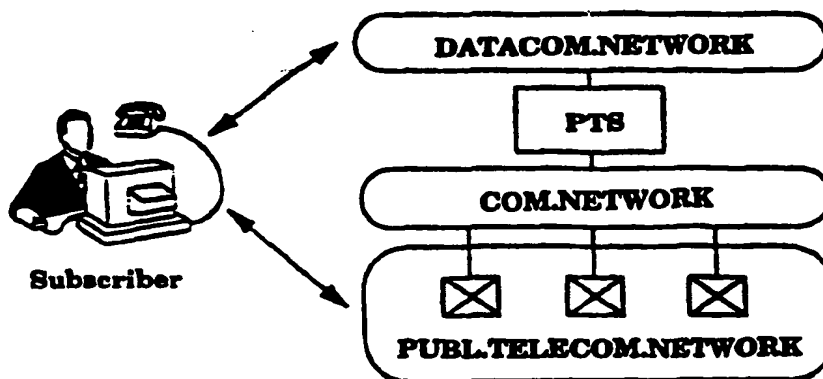 DATACOM.NETWORK
PTS
COM.NETWORK
Subscriber
PUBL.TELECOM.NETWORK